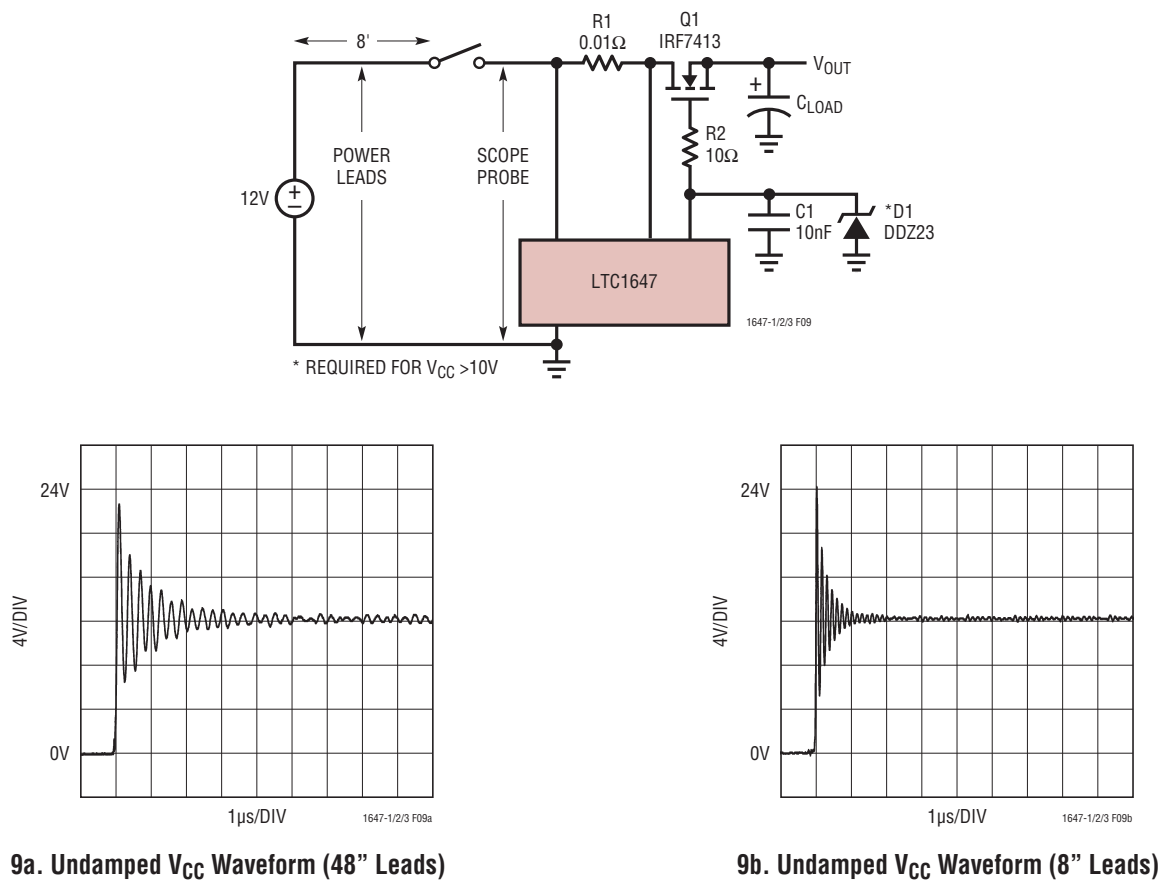 8'
R1
0.01Ω
Q1
IRF7413
VOUT
+
CLOAD
R2
10Ω
POWER
LEADS
SCOPE
PROBE
12V
+
−
C1
10nF
*D1
DDZ23
LTC1647
1647-1/2/3 F09
* REQUIRED FOR VCC >10V
24V
4V/DIV
0V
1µs/DIV
1647-1/2/3 F09a
9a. Undamped VCC Waveform (48” Leads)
24V
4V/DIV
0V
1µs/DIV
1647-1/2/3 F09b
9b. Undamped VCC Waveform (8” Leads)